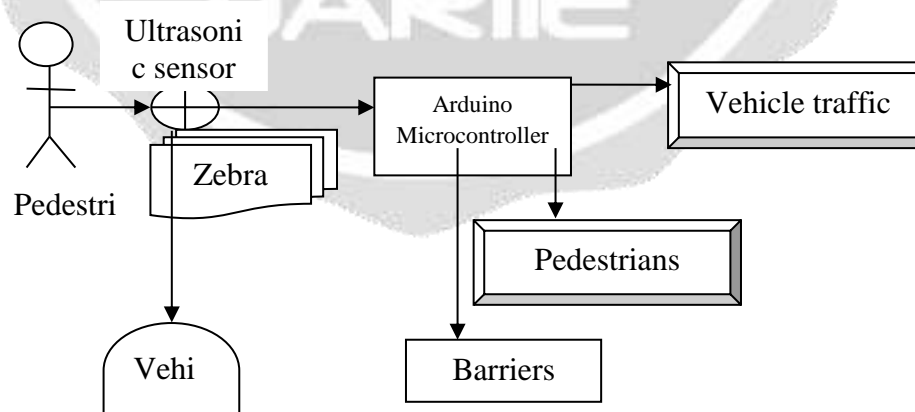 Ultrasoni
c sensor
Arduino
Microcontroller
Vehicle traffic
Zebra
Pedestri
Pedestrians
Vehi
Barriers